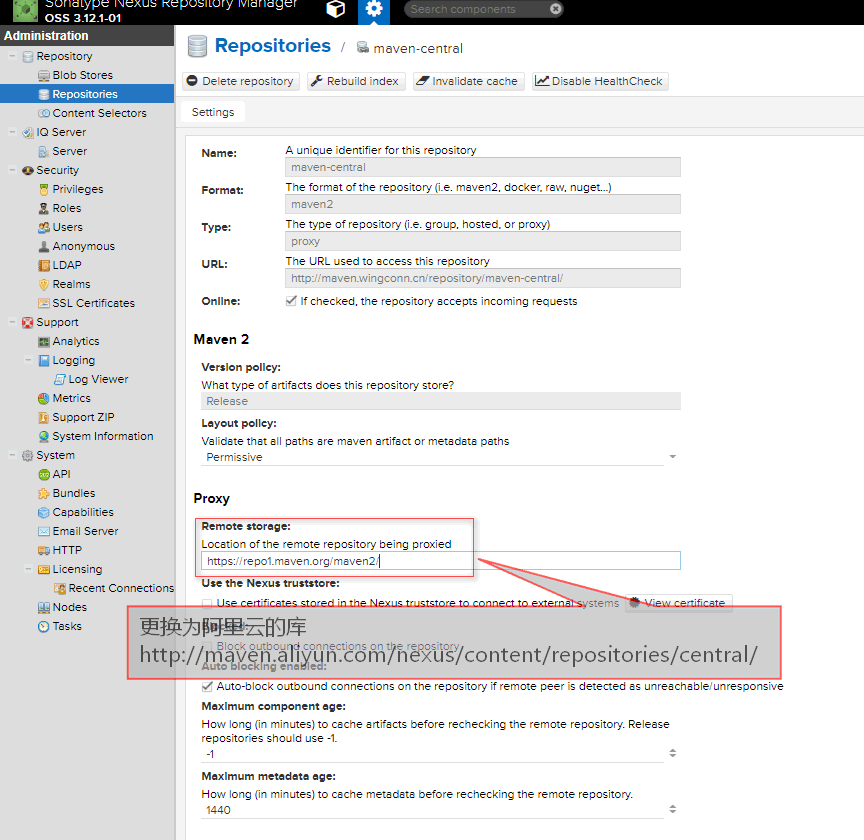 Sonatype Nexus Repository Manager
OSS 3.12.1-01
Search components
Administration
Repository
Blob Stores
Repositories
Content Selectors
IQ Server
Server
Security
Privileges
Roles
Users
Anonymous
LDAP
Realms
SSL Certificates
Support
Analytics
Logging
Log Viewer
Metrics
Support ZIP
System Information
System
API
Bundles
Capabilities
Email Server
HTTP
Licensing
Recent Connections
Nodes
Tasks
Repositories / maven-central
Delete repository Rebuild index Invalidate cache Disable HealthCheck
Settings
Name: A unique identifier for this repository
maven-central
Format: The format of the repository (i.e. maven2, docker, raw, nuget...)
maven2
Type: The type of repository (i.e. group, hosted, or proxy)
proxy
URL: The URL used to access this repository
http://maven.wingconn.cn/repository/maven-central/
Online: If checked, the repository accepts incoming requests
Maven 2
Version policy:
What type of artifacts does this repository store?
Release
Layout policy:
Validate that all paths are maven artifact or metadata paths
Permissive
Proxy
Remote storage:
Location of the remote repository being proxied
https://repo1.maven.org/maven2/
Use the Nexus truststore:
Use certificates stored in the Nexus truststore to connect to external systems View certificate
更换为阿里云的库
Block outbound connections on the repository
http://maven.aliyun.com/nexus/content/repositories/central/
Auto blocking enabled:
Auto-block outbound connections on the repository if remote peer is detected as unreachable/unresponsive
Maximum component age:
How long (in minutes) to cache artifacts before rechecking the remote repository. Release
repositories should use -1.
-1
Maximum metadata age:
How long (in minutes) to cache metadata before rechecking the remote repository.
1440